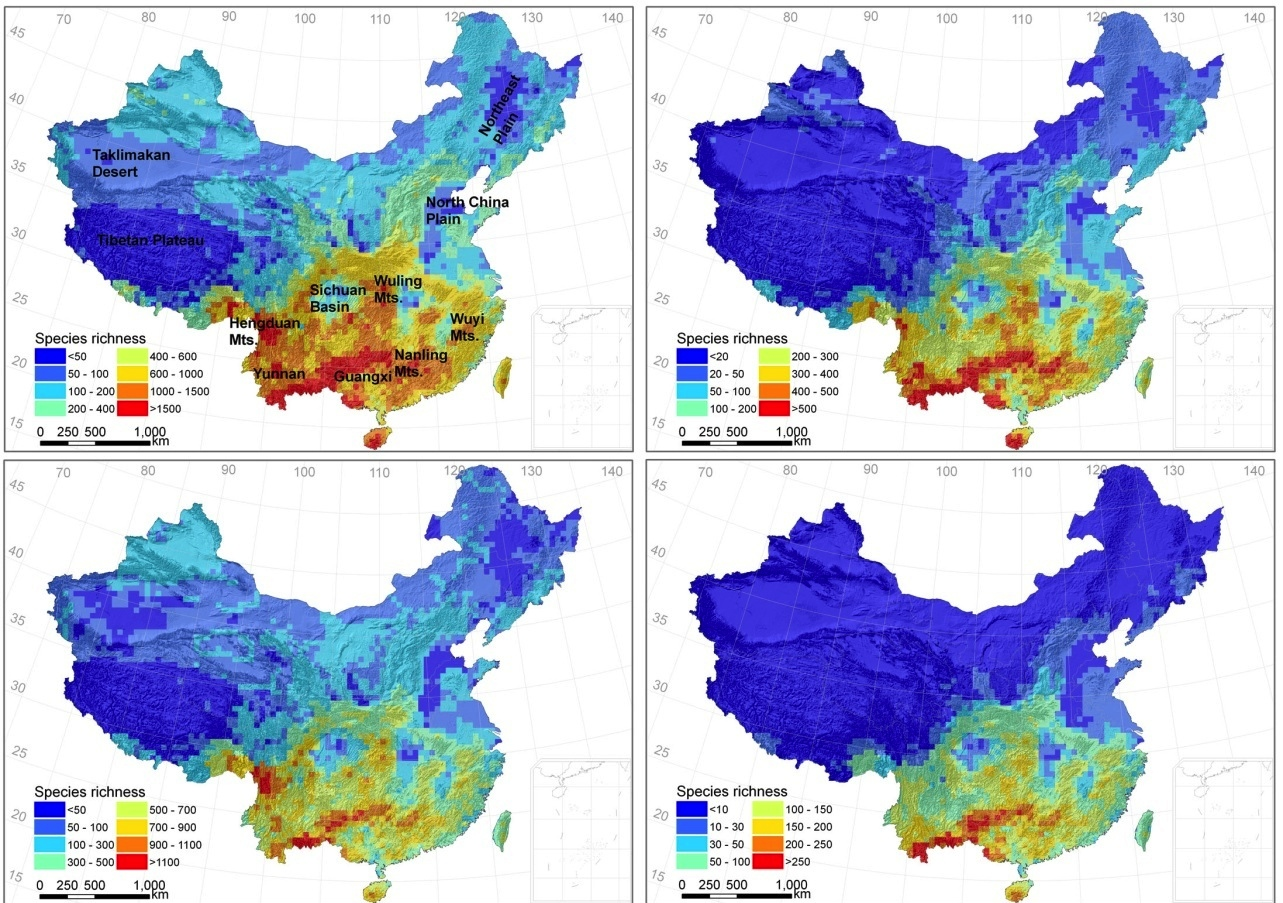 70 80 90 100 110 120 130 140
45
40
35
30
25
20
15
Taklimakan
Desert
Tibetan Plateau
Northeast
Plain
North China
Plain
Sichuan
Basin
Wuling
Mts.
Hengduan
Mts.
Wuyi
Mts.
Nanling
Mts.
Yunnan
Guangxi
Species richness
<50 400 - 600
50 - 100 600 - 1000
100 - 200 1000 - 1500
200 - 400 >1500
0 250 500 1,000
km
70 80 90 100 110 120 130 140
45
40
35
30
25
20
15
Species richness
<20 200 - 300
20 - 50 300 - 400
50 - 100 400 - 500
100 - 200 >500
0 250 500 1,000
km
70 80 90 100 110 120 130 140
45
40
35
30
25
20
15
Species richness
<50 500 - 700
50 - 100 700 - 900
100 - 300 900 - 1100
300 - 500 >1100
0 250 500 1,000
km
70 80 90 100 110 120 130 140
45
40
35
30
25
20
15
Species richness
<10 100 - 150
10 - 30 150 - 200
30 - 50 200 - 250
50 - 100 >250
0 250 500 1,000
km